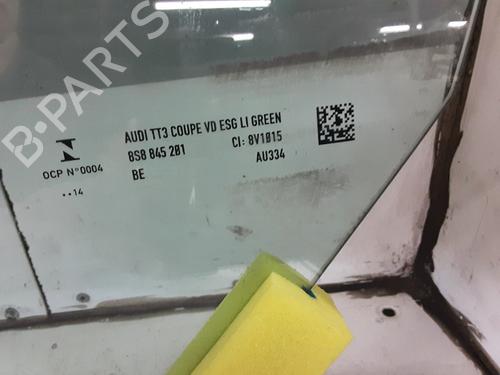 B-PARTS
AUDI TT3 COUPE VD ESG LI GREEN
8S8 845 201 CI: 8V1015
OCP N°0004 BE AU334
..14